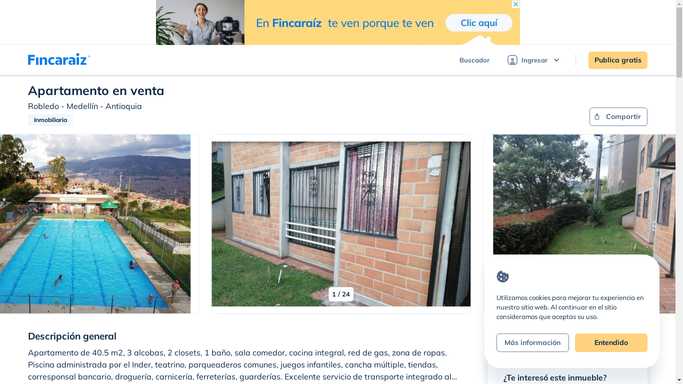 En Fincaraíz te ven porque te ven
Clic aquí
Fincaraíz
Buscador
Ingresar
Publica gratis
Apartamento en venta
Robledo - Medellín - Antioquia
Inmobiliaria
Compartir
1 / 24
Descripción general
Apartamento de 40.5 m2, 3 alcobas, 2 closets, 1 baño, sala comedor, cocina integral, red de gas, zona de ropas,
Piscina administrada por el Inder, teatrino, parqueaderos comunes, juegos infantiles, cancha múltiple, tiendas,
corresponsal bancario, droguería, carnicería, ferreterías, guarderías. Excelente servicio de transporte integrado al...
Utilizamos cookies para mejorar tu experiencia en
nuestro sitio web. Al continuar en el sitio
consideramos que aceptas su uso.
Más información
Entendido
¿Te interesó este inmueble?